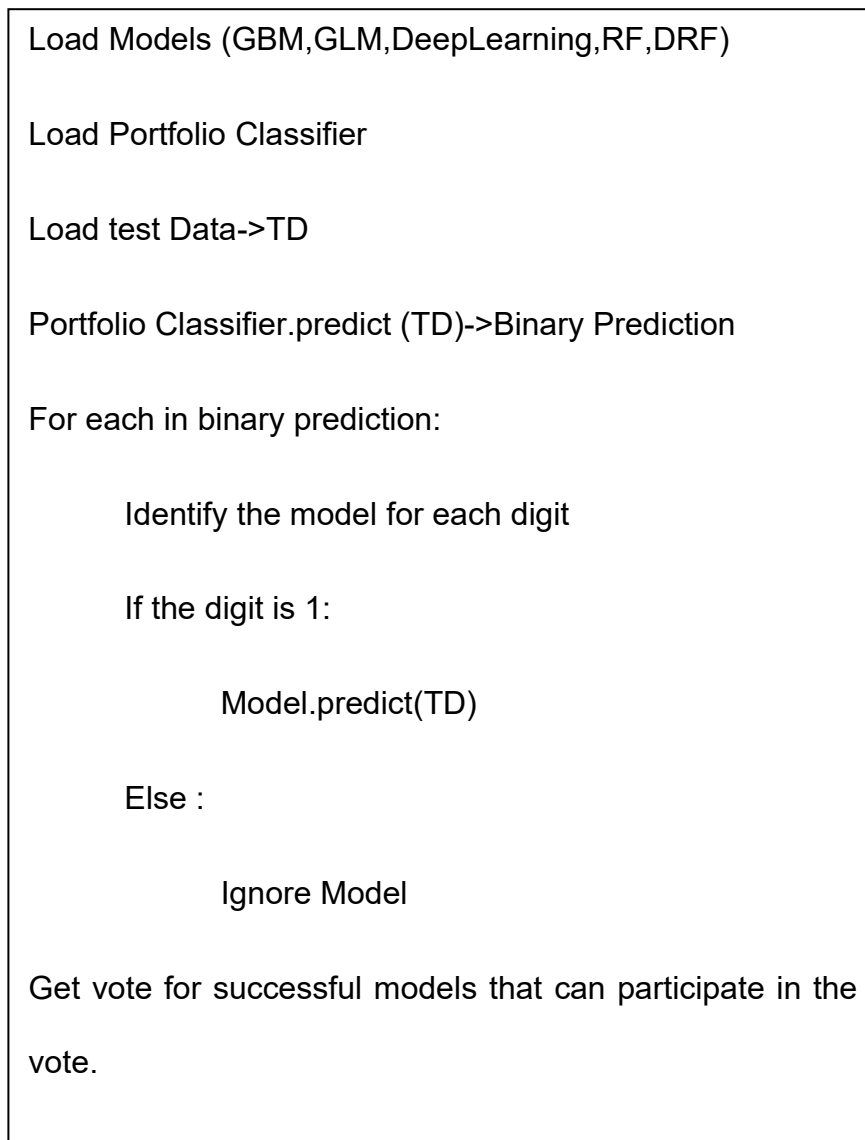 Load Models (GBM,GLM,DeepLearning,RF,DRF)
Load Portfolio Classifier
Load test Data->TD
Portfolio Classifier.predict (TD)->Binary Prediction
For each in binary prediction:
Identify the model for each digit
If the digit is 1:
Model.predict(TD)
Else :
Ignore Model
Get vote for successful models that can participate in the
vote.